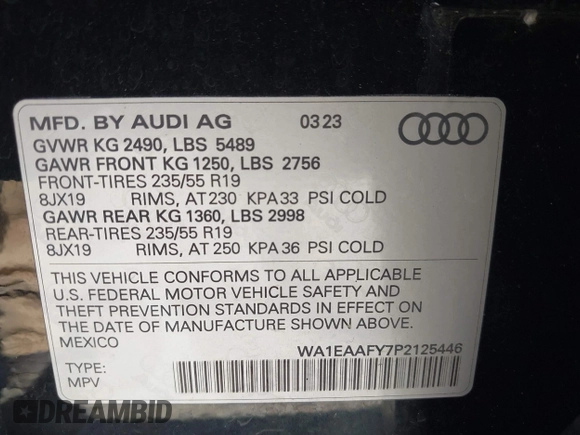 MFD. BY AUDI AG 03 23
GVWR KG 2490, LBS 5489
GAWR FRONT KG 1250, LBS 2756
FRONT-TIRES 235/55 R19
8JX19 RIMS, AT 230 KPA 33 PSI COLD
GAWR REAR KG 1360, LBS 2998
REAR-TIRES 235/55 R19
8JX19 RIMS, AT 250 KPA 36 PSI COLD
THIS VEHICLE CONFORMS TO ALL APPLICABLE
U.S. FEDERAL MOTOR VEHICLE SAFETY AND
THEFT PREVENTION STANDARDS IN EFFECT ON
THE DATE OF MANUFACTURE SHOWN ABOVE.
MEXICO WA1EAAFY7P2125446
TYPE:
MPV
DREAMBID